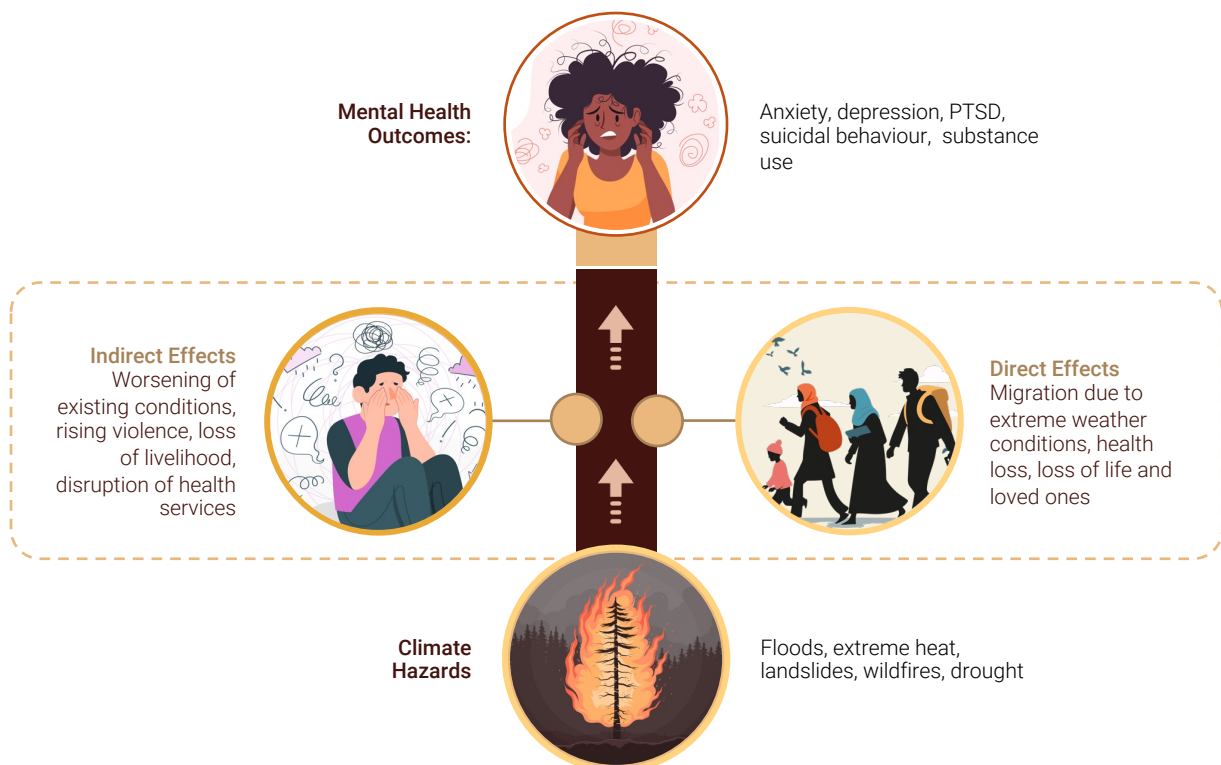 Mental Health
Outcomes:
Anxiety, depression, PTSD,
suicidal behaviour, substance
use
Indirect Effects
Worsening of
existing conditions,
rising violence, loss
of livelihood,
disruption of health
services
Direct Effects
Migration due to
extreme weather
conditions, health
loss, loss of life and
loved ones
Climate
Hazards
Floods, extreme heat,
landslides, wildfires, drought